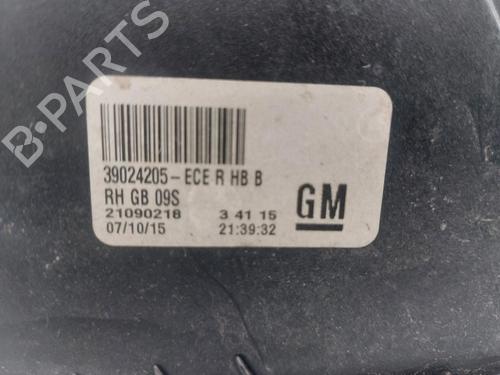 B-PARTS
39024205-ECE R HB B
RH GB 09S
21090218 3 41 15
07/10/15 21:39:32
GM